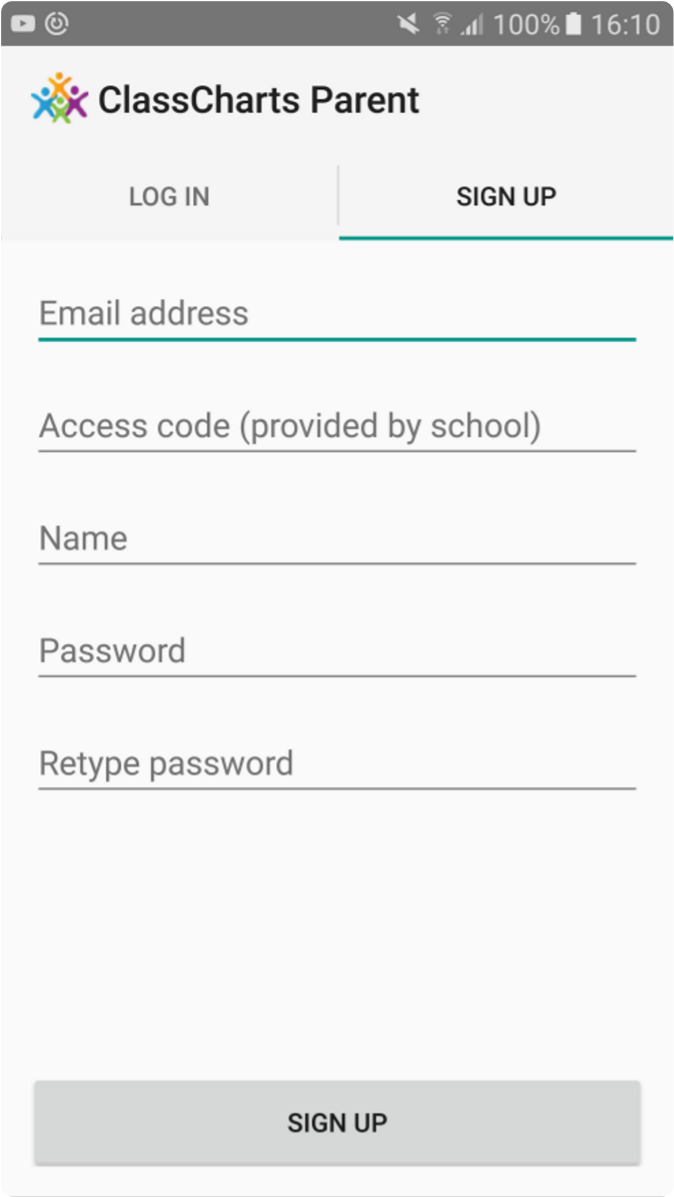 100% 16:10
ClassCharts Parent
LOG IN
SIGN UP
Email address
Access code (provided by school)
Name
Password
Retype password
SIGN UP